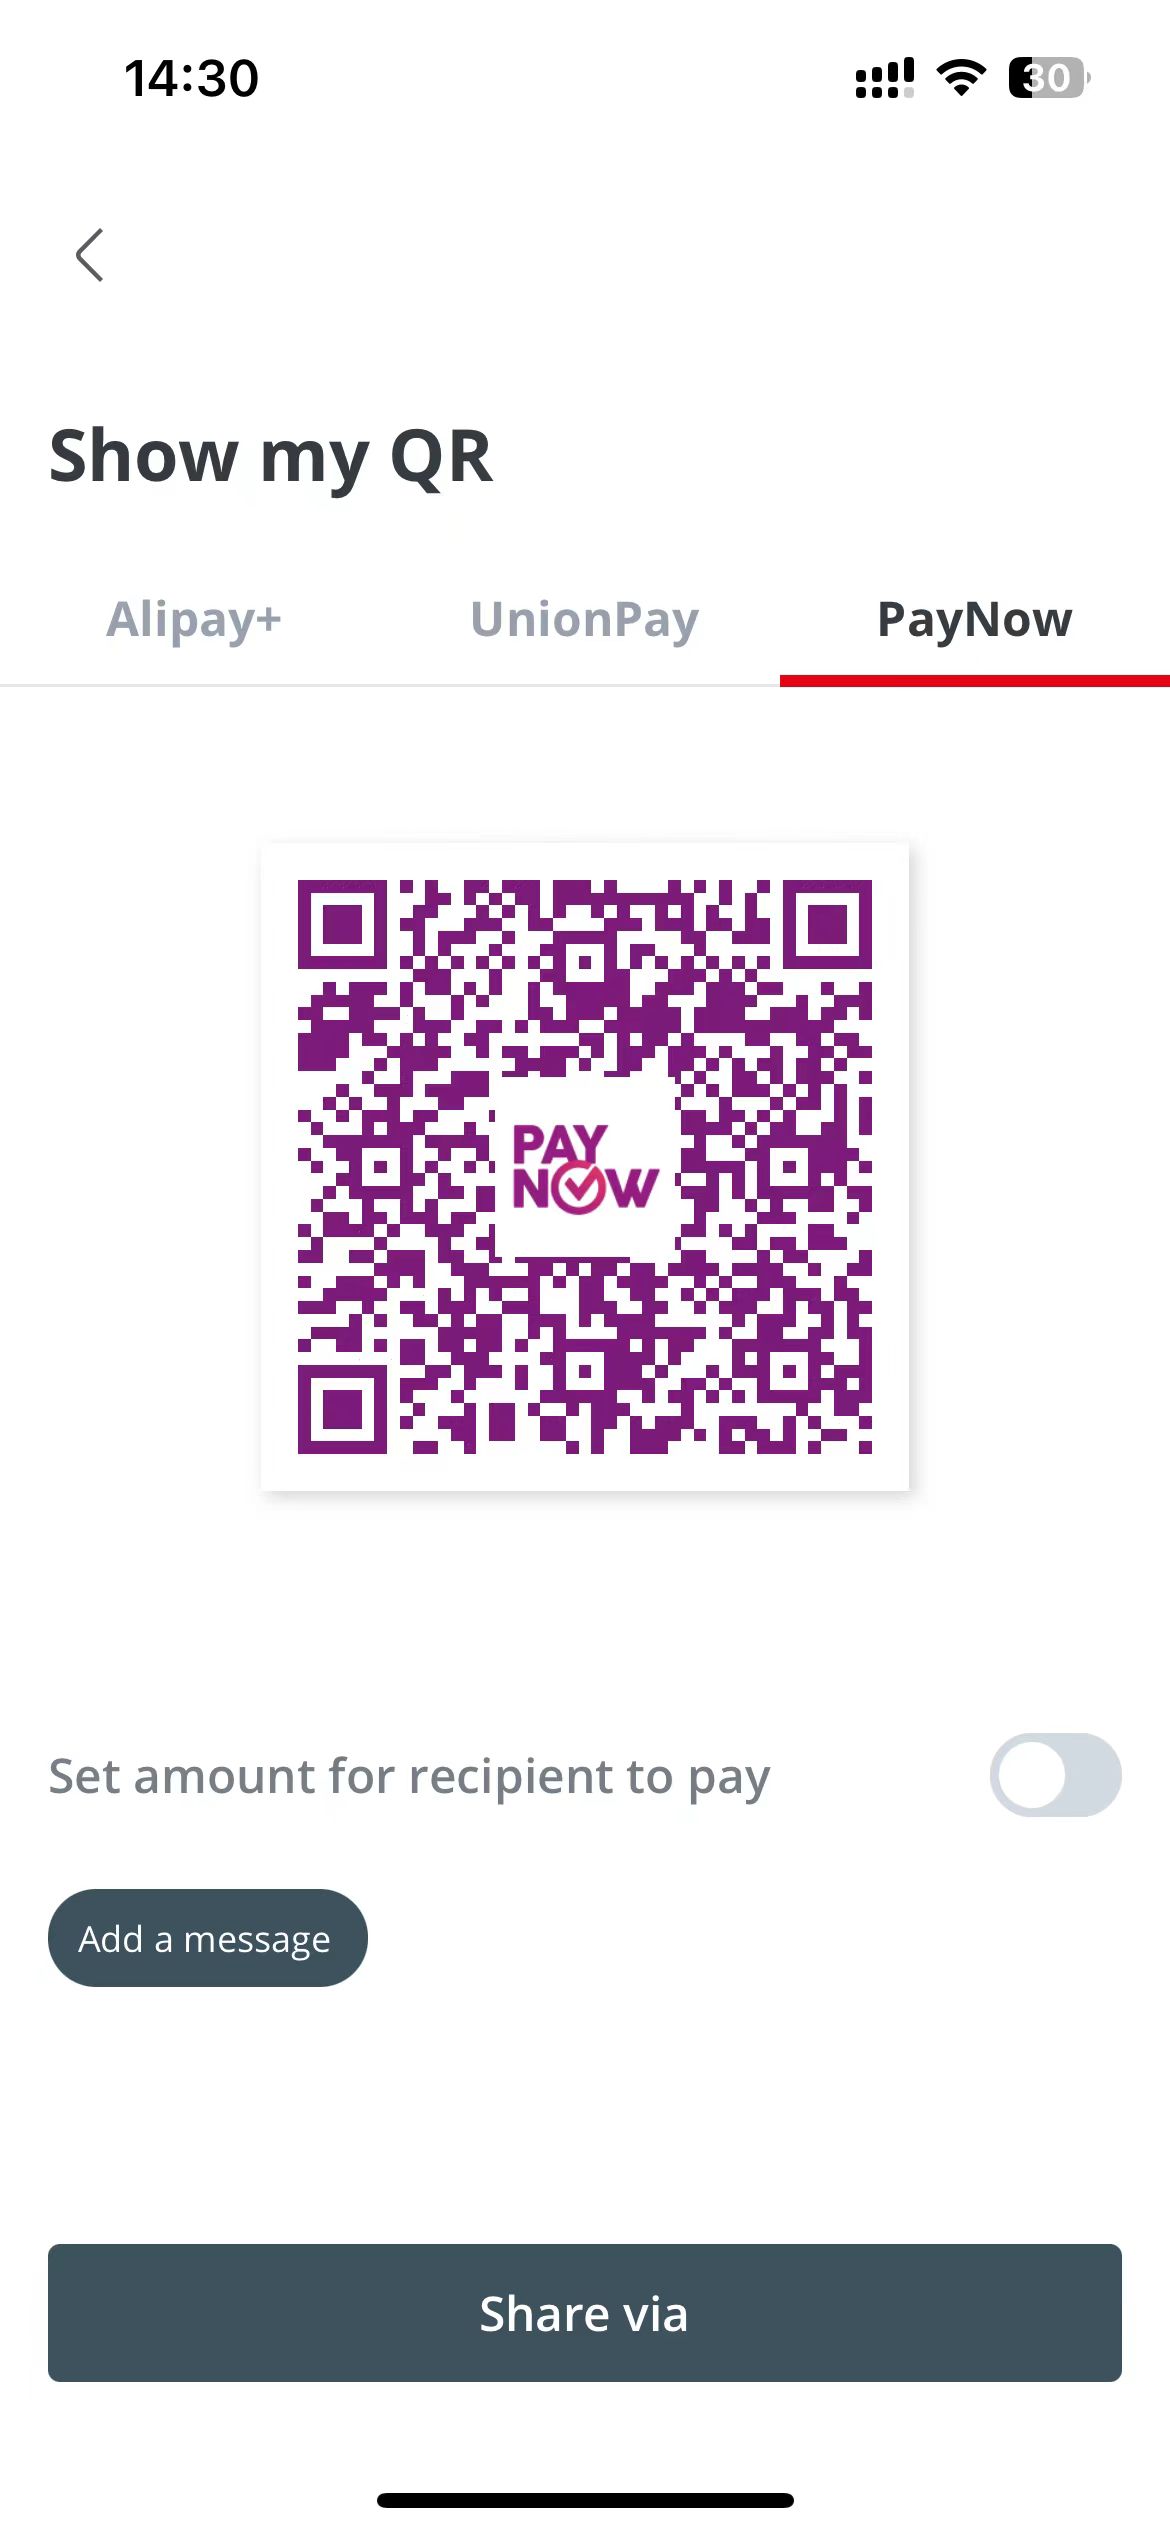 14:30
30
Show my QR
Alipay+
UnionPay
PayNow
PAY
NOW
Set amount for recipient to pay
Add a message
Share via